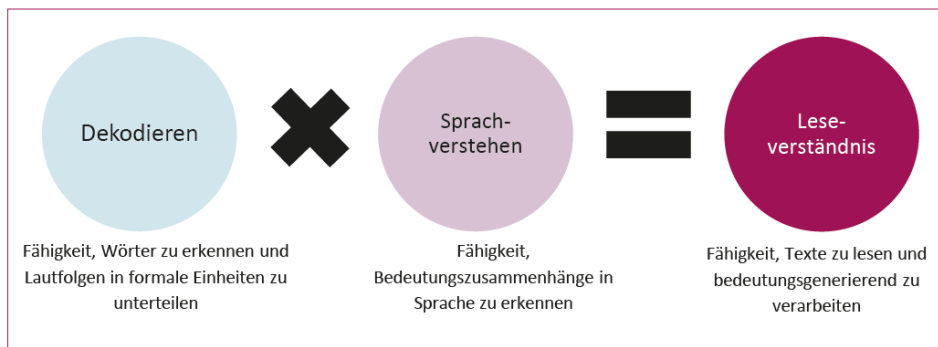 Dekodieren
Sprach-
verstehen
Lese-
verständnis
Fähigkeit, Wörter zu erkennen und
Lautfolgen in formale Einheiten zu
unterteilen
Fähigkeit,
Bedeutungszusammenhänge in
Sprache zu erkennen
Fähigkeit, Texte zu lesen und
bedeutungsgenerierend zu
verarbeiten